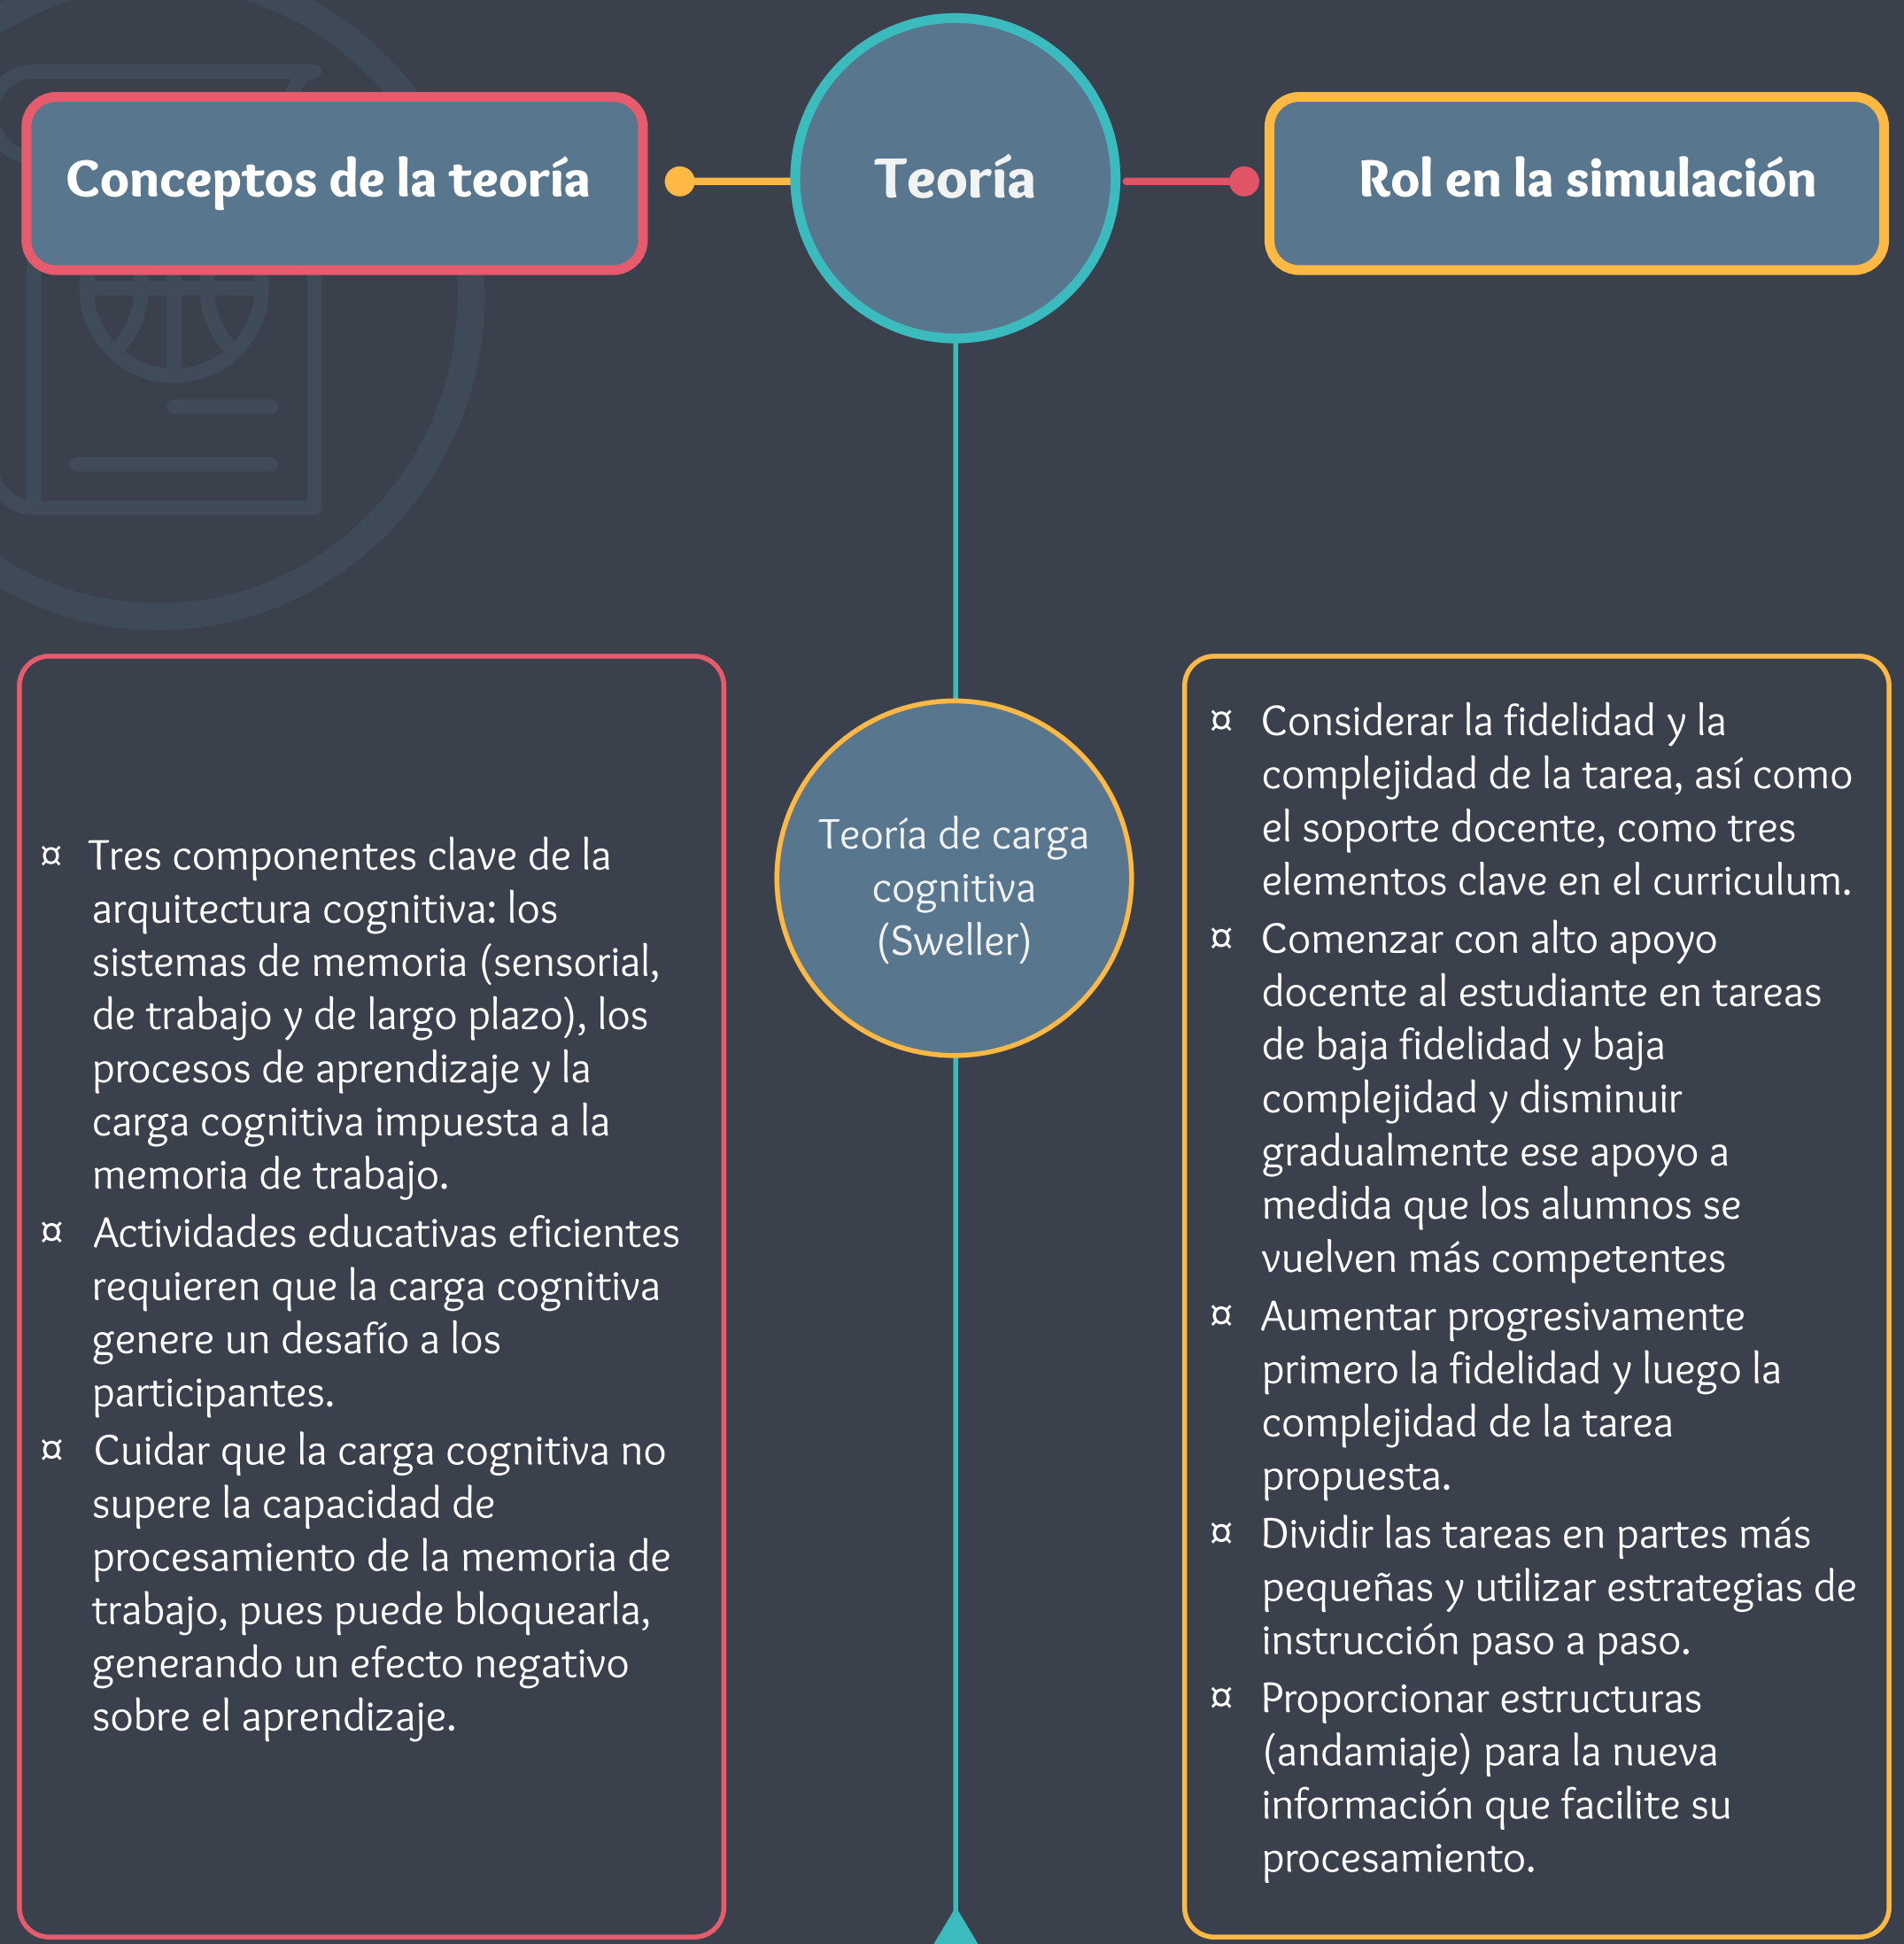 Conceptos de la teoría
Teoría
Rol en la simulación
¤ Tres componentes clave de la
arquitectura cognitiva: los
sistemas de memoria (sensorial,
de trabajo y de largo plazo), los
procesos de aprendizaje y la
carga cognitiva impuesta a la
memoria de trabajo.
¤ Actividades educativas eficientes
requieren que la carga cognitiva
genere un desafío a los
participantes.
¤ Cuidar que la carga cognitiva no
supere la capacidad de
procesamiento de la memoria de
trabajo, pues puede bloquearla,
generando un efecto negativo
sobre el aprendizaje.
Teoría de carga
cognitiva
(Sweller)
¤ Considerar la fidelidad y la
complejidad de la tarea, así como
el soporte docente, como tres
elementos clave en el curriculum.
¤ Comenzar con alto apoyo
docente al estudiante en tareas
de baja fidelidad y baja
complejidad y disminuir
gradualmente ese apoyo a
medida que los alumnos se
vuelven más competentes
¤ Aumentar progresivamente
primero la fidelidad y luego la
complejidad de la tarea
propuesta.
¤ Dividir las tareas en partes más
pequeñas y utilizar estrategias de
instrucción paso a paso.
¤ Proporcionar estructuras
(andamiaje) para la nueva
información que facilite su
procesamiento.